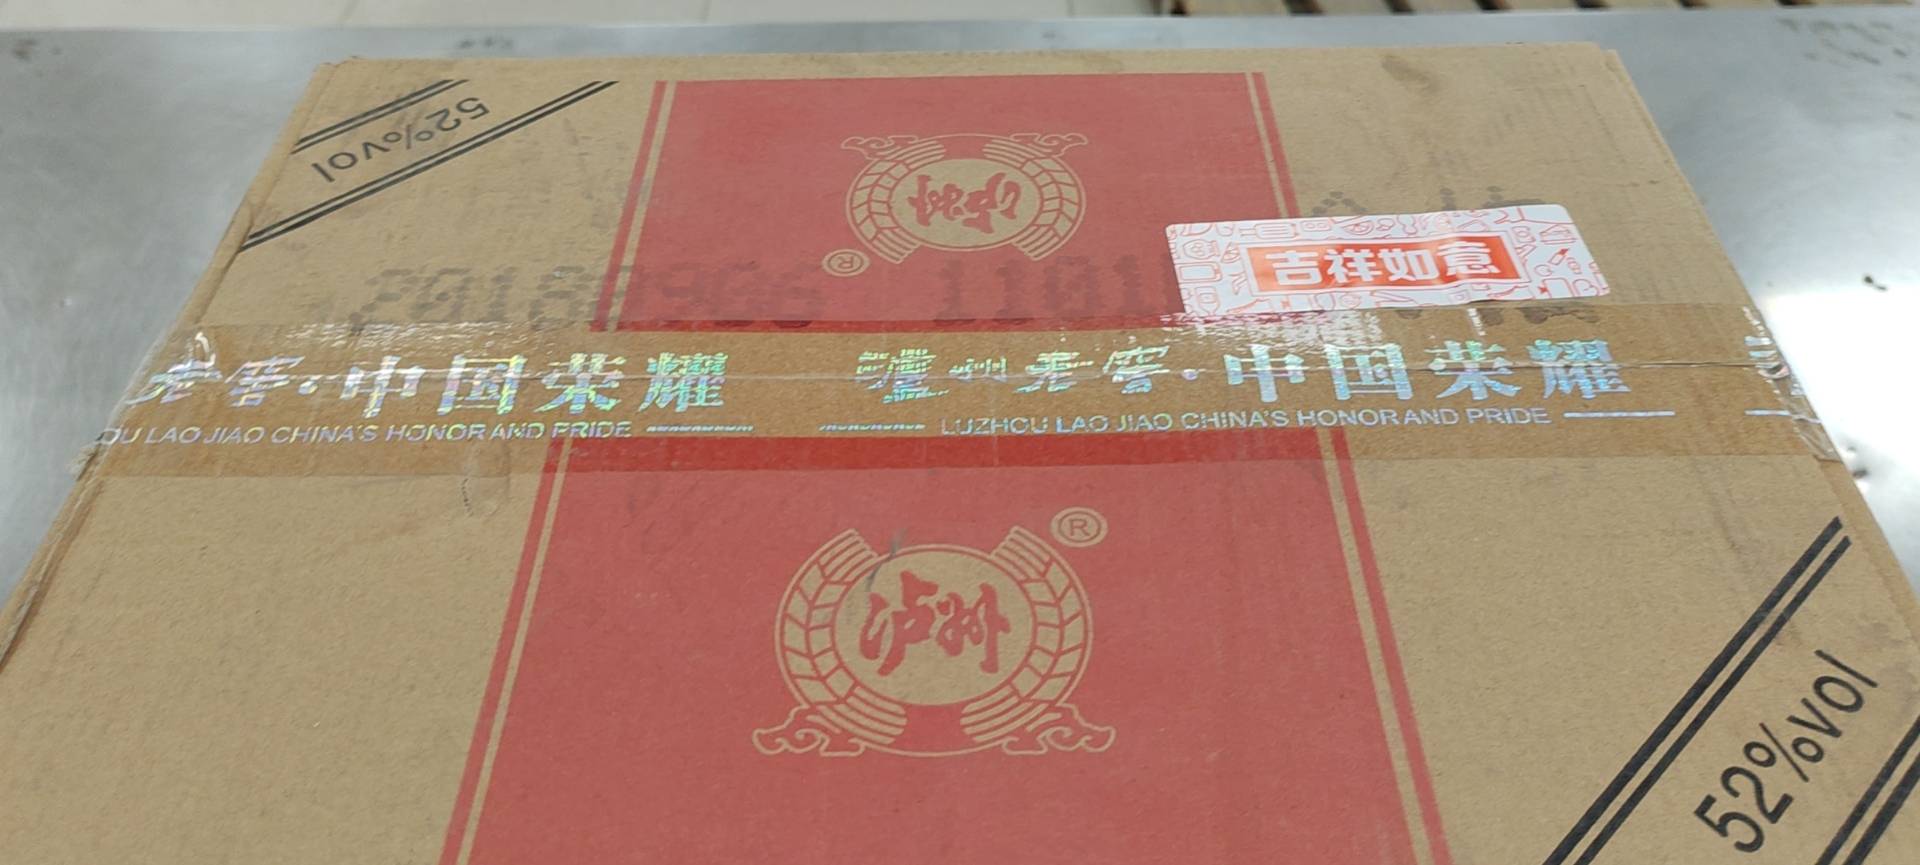 52%vol
泸州
®
吉祥如意
20180906 11011
老窖·中国荣耀 泸州老窖·中国荣耀
OU LAO JIAO CHINA'S HONOR AND PRIDE LUZHOU LAO JIAO CHINA'S HONOR AND PRIDE
®
泸州
52%vol